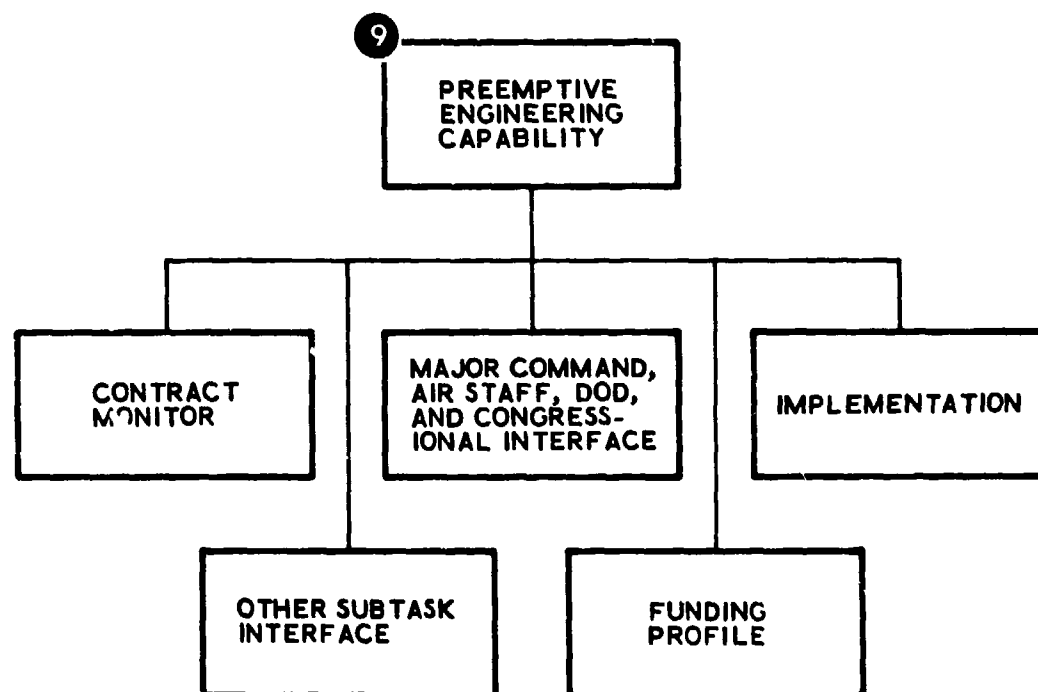 9
PREEMPTIVE
ENGINEERING
CAPABILITY
CONTRACT
MONITOR
MAJOR COMMAND,
AIR STAFF, DOD,
AND CONGRESS-
IONAL INTERFACE
IMPLEMENTATION
OTHER SUBTASK
INTERFACE
FUNDING
PROFILE